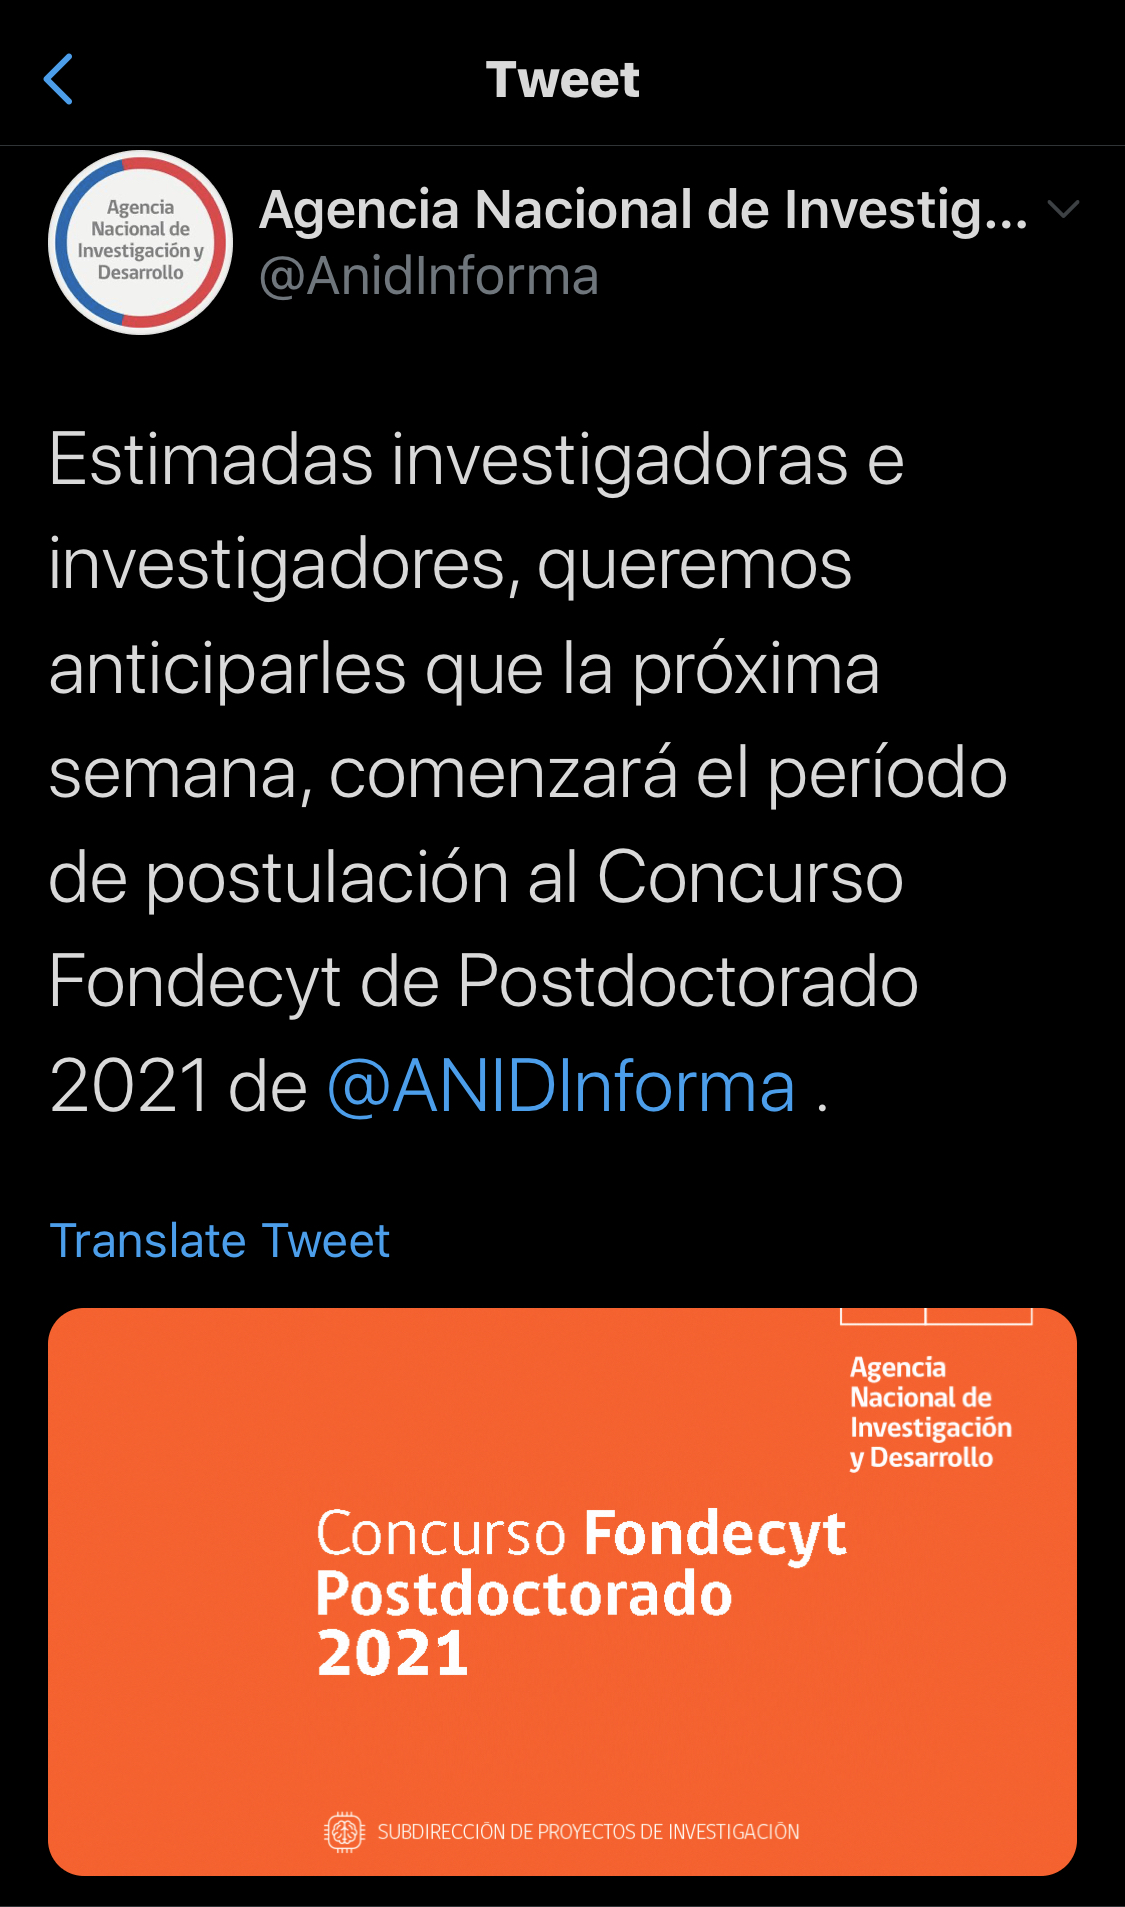 Tweet
Agencia
Nacional de
Investigación y
Desarrollo
Agencia Nacional de Investig...
@AnidInforma
Estimadas investigadoras e
investigadores, queremos
anticiparles que la próxima
semana, comenzará el período
de postulación al Concurso
Fondecyt de Postdoctorado
2021 de @ANIDInforma .
Translate Tweet
Agencia
Nacional de
Investigación
y Desarrollo
Concurso Fondecyt
Postdoctorado
2021
SUBDIRECCIÓN DE PROYECTOS DE INVESTIGACIÓN